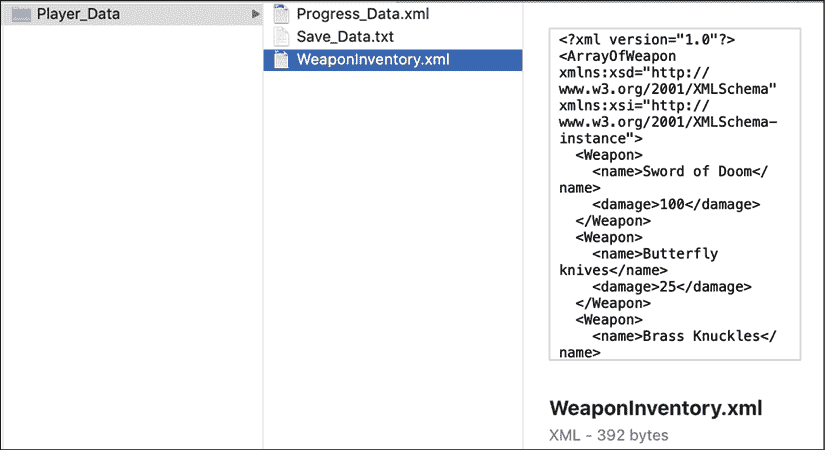 Player_Data
Progress_Data.xml
Save_Data.txt
WeaponInventory.xml
<?xml version="1.0"?>
<ArrayOfWeapon
xmlns:xsd="http://
www.w3.org/2001/XMLSchema"
xmlns:xsi="http://
www.w3.org/2001/XMLSchema-
instance">
  <Weapon>
    <name>Sword of Doom</
name>
    <damage>100</damage>
  </Weapon>
  <Weapon>
    <name>Butterfly
knives</name>
    <damage>25</damage>
  </Weapon>
  <Weapon>
    <name>Brass Knuckles</
name>
WeaponInventory.xml
XML - 392 bytes